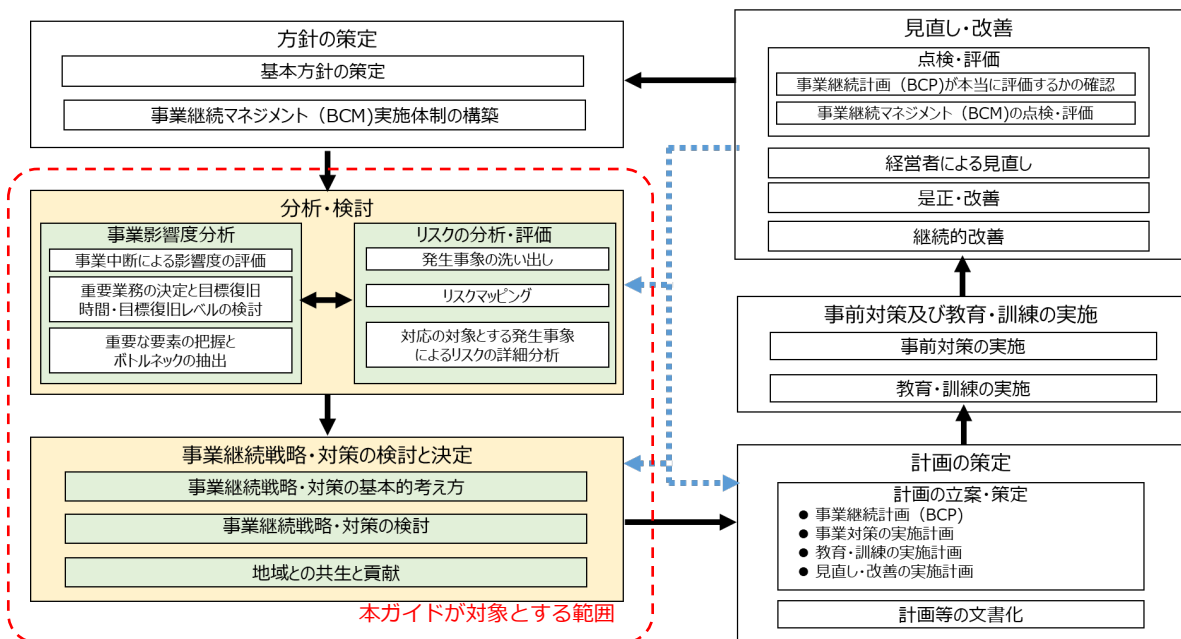 方針の策定
基本方針の策定
事業継続マネジメント（BCM)実施体制の構築
分析・検討
事業影響度分析
事業中断による影響度の評価
重要業務の決定と目標復旧
時間・目標復旧レベルの検討
重要な要素の把握と
ボトルネックの抽出
リスクの分析・評価
発生事象の洗い出し
リスクマッピング
対応の対象とする発生事象
によるリスクの詳細分析
事業継続戦略・対策の検討と決定
事業継続戦略・対策の基本的考え方
事業継続戦略・対策の検討
地域との共生と貢献
本ガイドが対象とする範囲
見直し・改善
点検・評価
事業継続計画（BCP)が本当に評価するかの確認
事業継続マネジメント（BCM)の点検・評価
経営者による見直し
是正・改善
継続的改善
事前対策及び教育・訓練の実施
事前対策の実施
教育・訓練の実施
計画の策定
計画の立案・策定
● 事業継続計画（BCP)
● 事業対策の実施計画
● 教育・訓練の実施計画
● 見直し・改善の実施計画
計画等の文書化